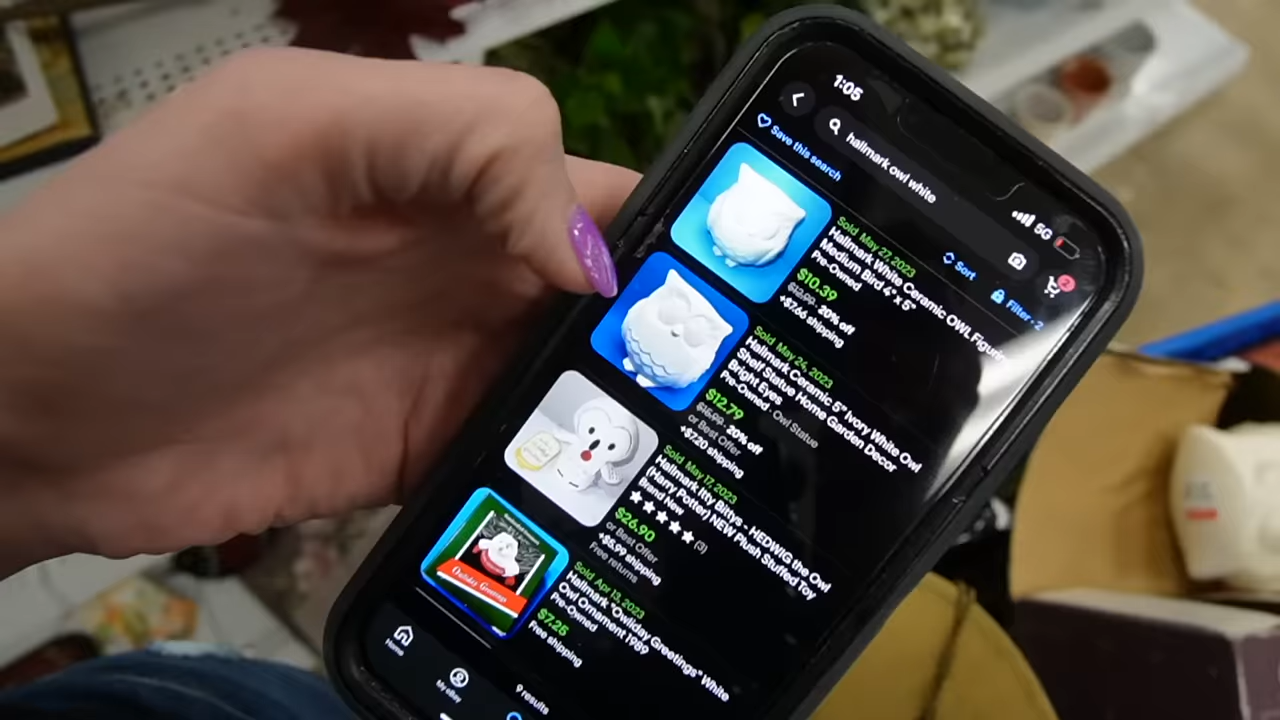 1:05
5G
hallmark owl white
Save this search
Sort
Filter · 2
2
Sold May 27, 2023
Hallmark White Ceramic OWL Figurin
Medium Bird 4" x 5"
Pre-Owned
$10.39
$12.99 · 20% off
+$7.66 shipping
Sold May 24, 2023
Hallmark Ceramic 5" Ivory White Owl
Shelf Statue Home Garden Decor
Bright Eyes
Pre-Owned · Owl Statue
$12.79
$15.99 · 20% off
or Best Offer
+$7.20 shipping
Sold May 17, 2023
Hallmark Itty Bittys - HEDWIG the Owl
(Harry Potter) NEW Plush Stuffed Toy
Brand New
(3)
$26.90
or Best Offer
+$5.99 shipping
Free returns
Owliday Greetings
Sold Apr 13, 2023
Hallmark "Owliday Greetings" White
Owl Ornament 1989
Pre-Owned
$7.25
Free shipping
9 results
Home
My eBay